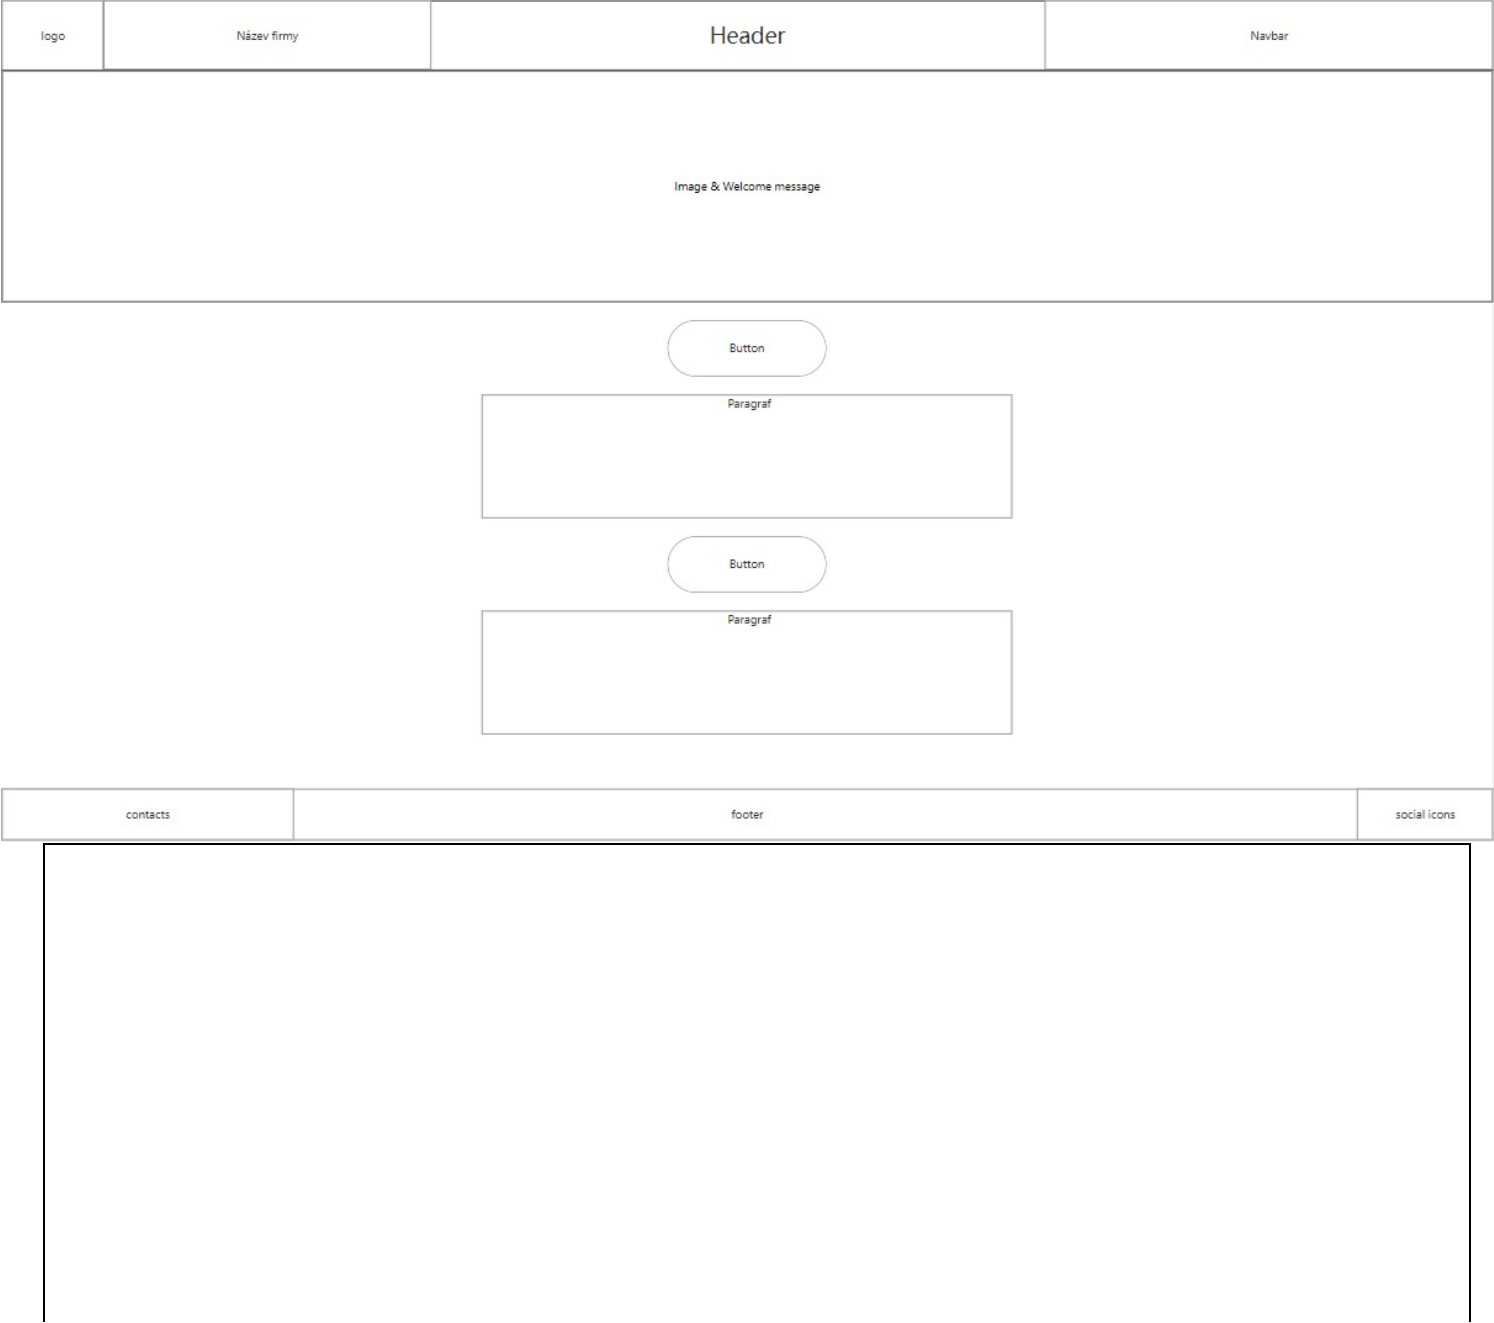 logo
Název firmy
Header
Navbar
Image & Welcome message
Button
Paragraf
Button
Paragraf
contacts
footer
social icons